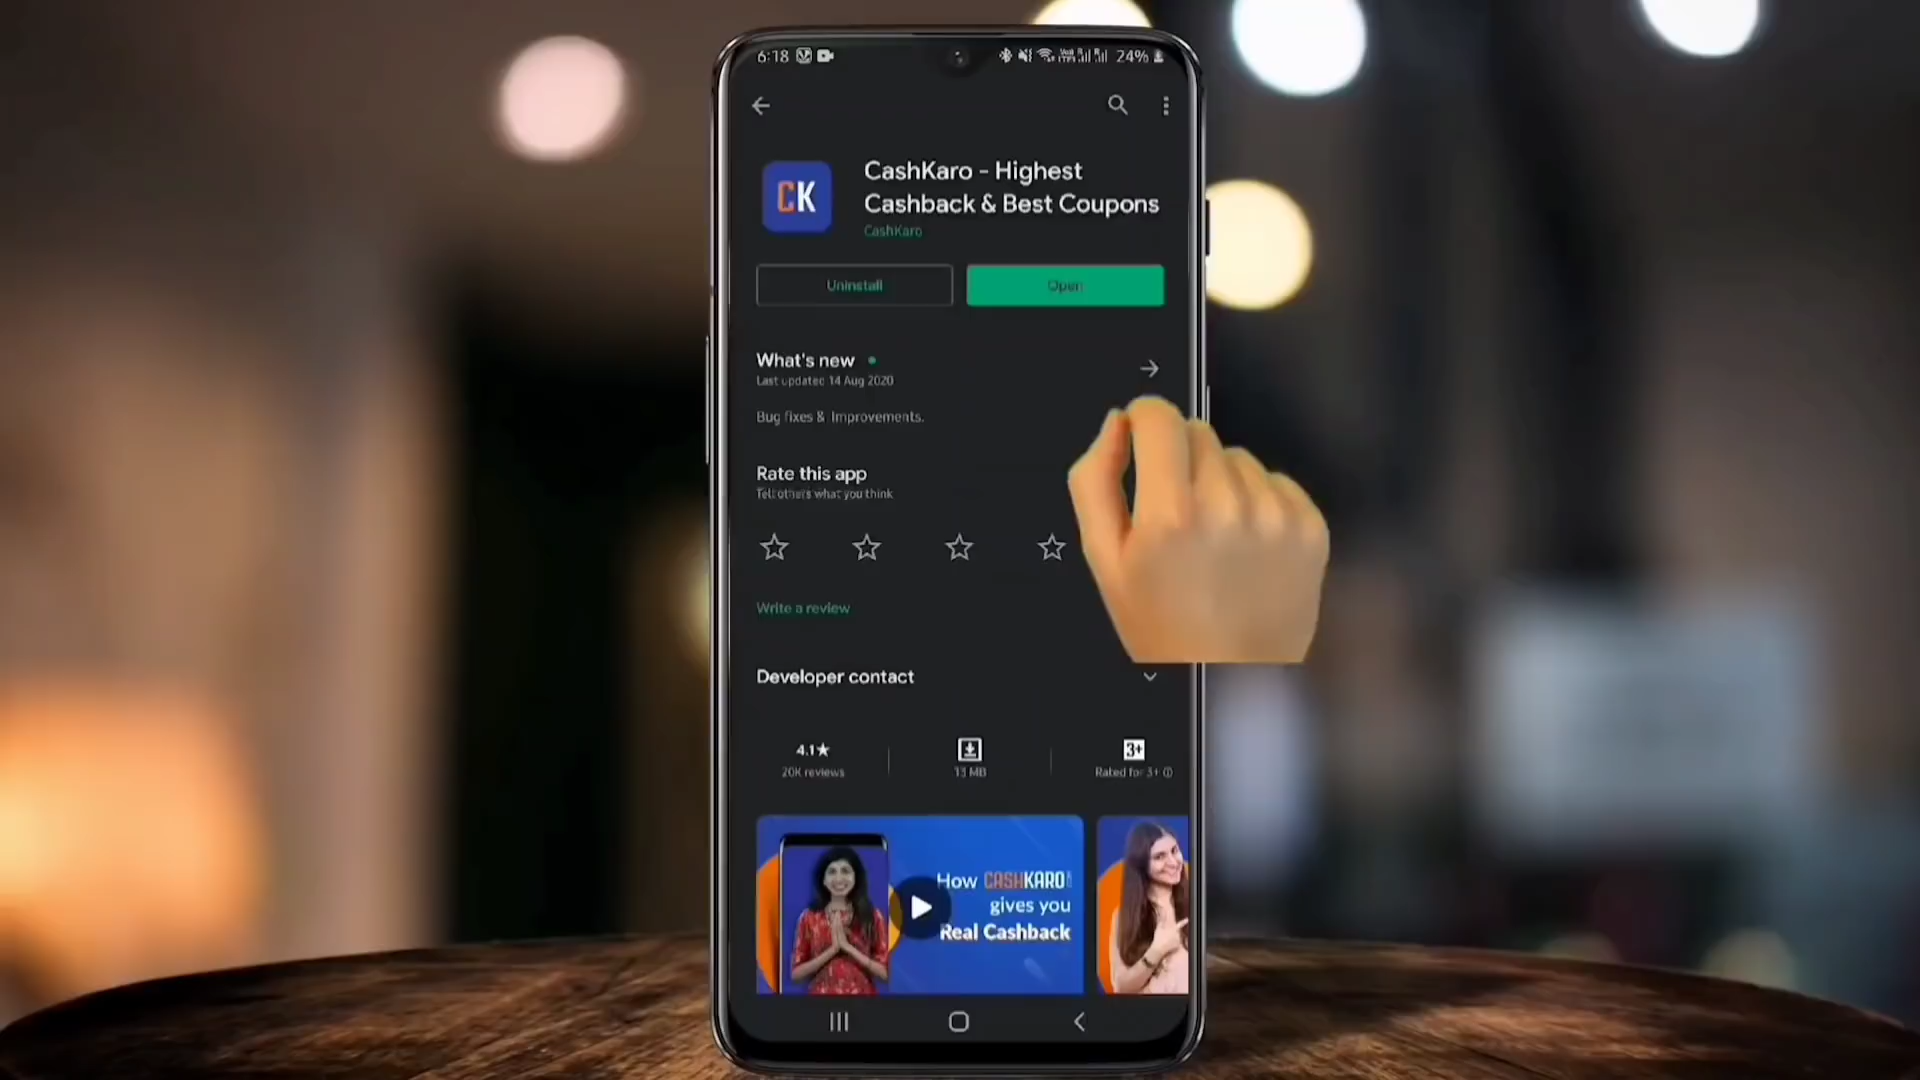 6:18 24%
CK
CashKaro - Highest
Cashback & Best Coupons
CashKaro
Uninstall Open
What's new
Last updated 14 Aug 2020
Bug fixes & Improvements.
Rate this app
Tell others what you think
Write a review
Developer contact
4.1★ 3+
20K reviews 13 MB Rated for 3+
How CASHKARO
gives you
Real Cashback